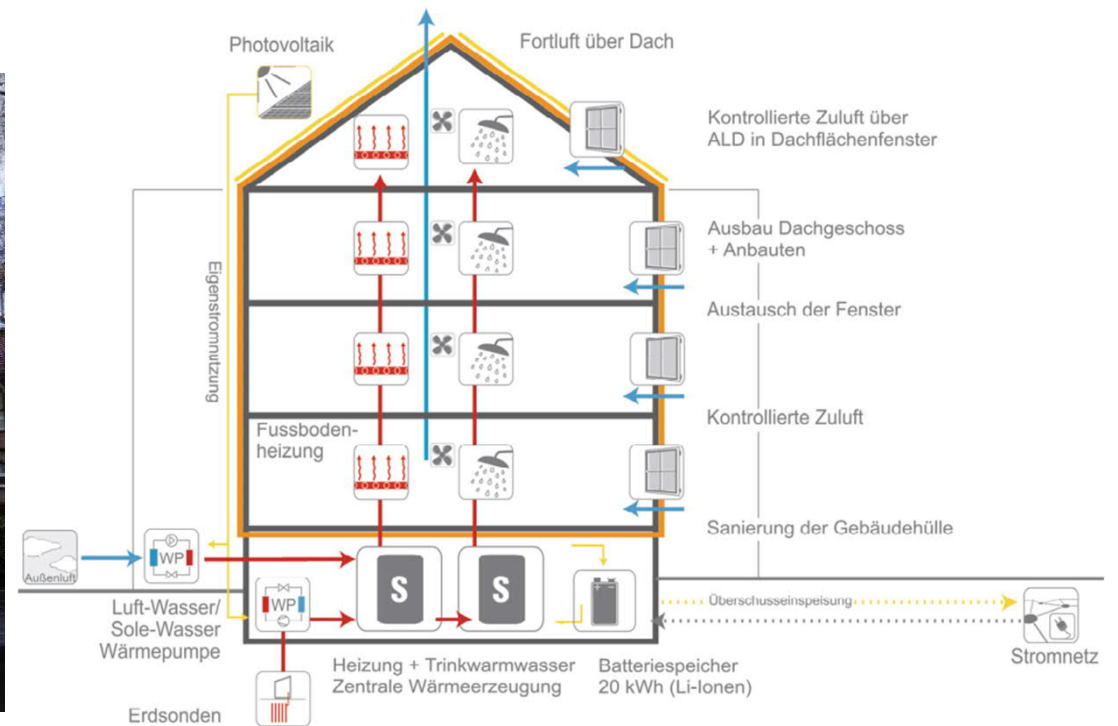 Photovoltaik
Fortluft über Dach
Kontrollierte Zuluft über
ALD in Dachflächenfenster
Ausbau Dachgeschoss
+ Anbauten
Eigenstromnutzung
Austausch der Fenster
Kontrollierte Zuluft
Fussboden-
heizung
Sanierung der Gebäudehülle
Außenluft
WP
WP
S
S
Überschusseinspeisung
Luft-Wasser/
Sole-Wasser
Wärmepumpe
Heizung + Trinkwarmwasser
Zentrale Wärmeerzeugung
Batteriespeicher
20 kWh (Li-Ionen)
Stromnetz
Erdsonden